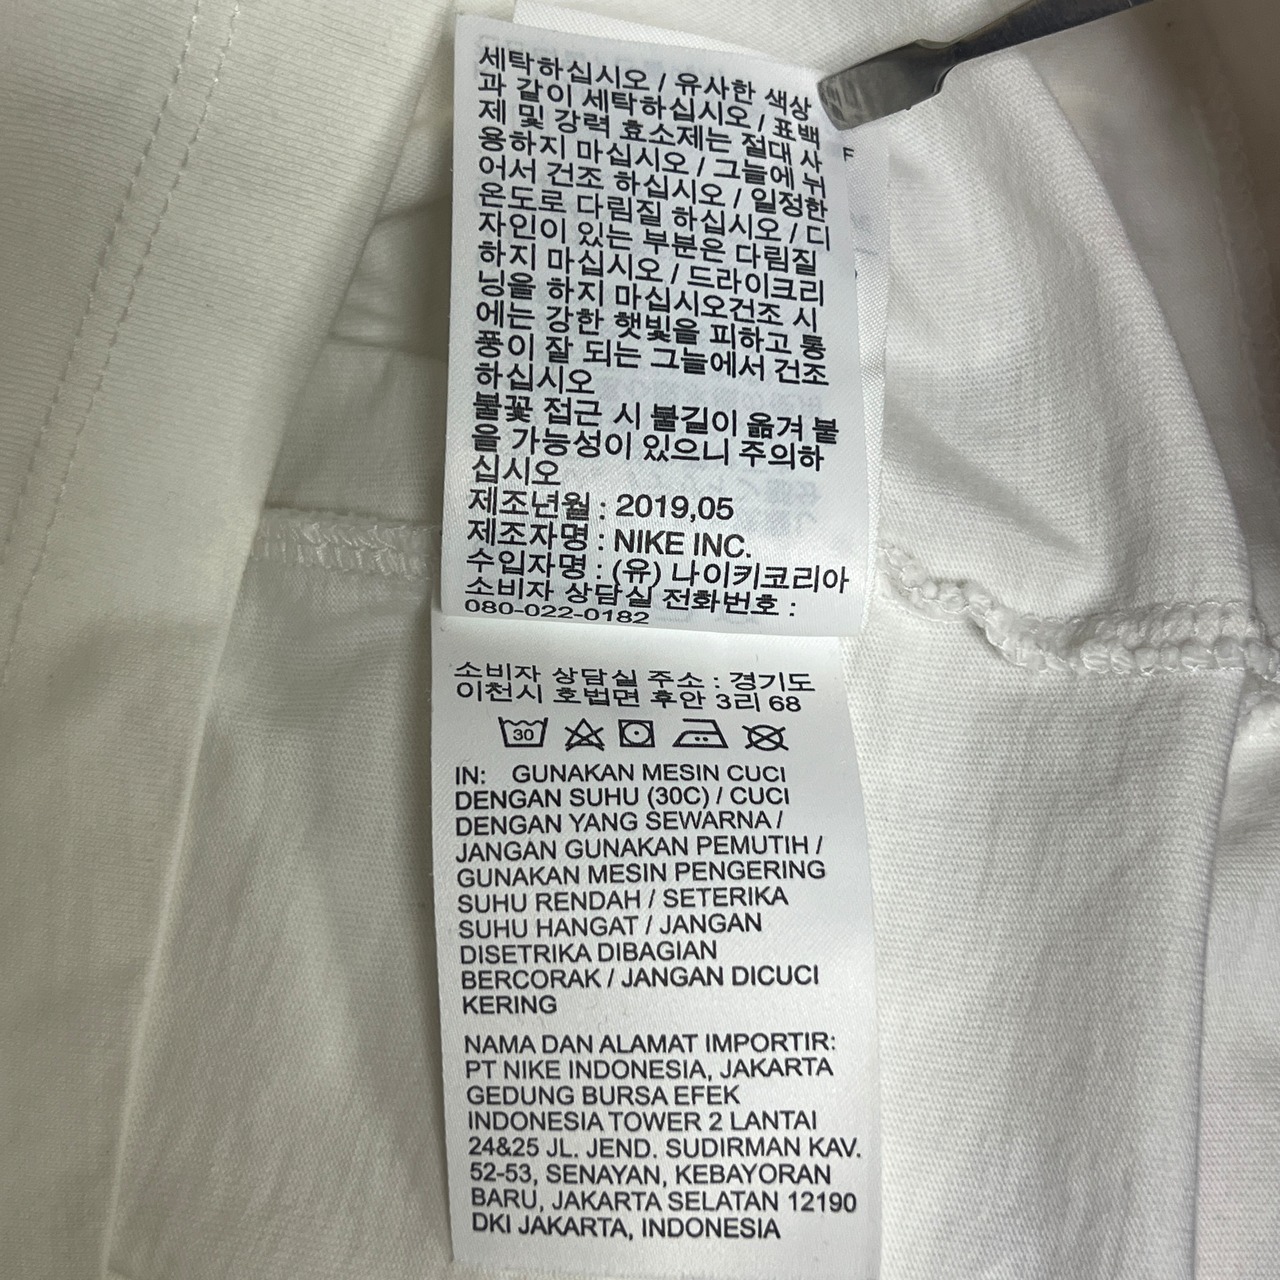 세탁하십시오 / 유사한 색상
과 같이 세탁하십시오 / 표백
제 및 강력 효소제는 절대 사
용하지 마십시오 / 그늘에 뉘
어서 건조 하십시오 / 일정한
온도로 다림질 하십시오 / 디
자인이 있는 부분은 다림질
하지 마십시오 / 드라이크리
닝을 하지 마십시오건조 시
에는 강한 햇빛을 피하고 통
풍이 잘 되는 그늘에서 건조
하십시오
불꽃 접근 시 불길이 옮겨 붙
을 가능성이 있으니 주의하
십시오
제조년월 : 2019,05
제조자명 : NIKE INC.
수입자명 : (유) 나이키코리아
소비자 상담실 전화번호 :
080-022-0182
소비자 상담실 주소 : 경기도
이천시 호법면 후안 3리 68
30
IN: GUNAKAN MESIN CUCI
DENGAN SUHU (30C) / CUCI
DENGAN YANG SEWARNA /
JANGAN GUNAKAN PEMUTIH /
GUNAKAN MESIN PENGERING
SUHU RENDAH / SETERIKA
SUHU HANGAT / JANGAN
DISETRIKA DIBAGIAN
BERCORAK / JANGAN DICUCI
KERING
NAMA DAN ALAMAT IMPORTIR:
PT NIKE INDONESIA, JAKARTA
GEDUNG BURSA EFEK
INDONESIA TOWER 2 LANTAI
24&25 JL. JEND. SUDIRMAN KAV.
52-53, SENAYAN, KEBAYORAN
BARU, JAKARTA SELATAN 12190
DKI JAKARTA, INDONESIA